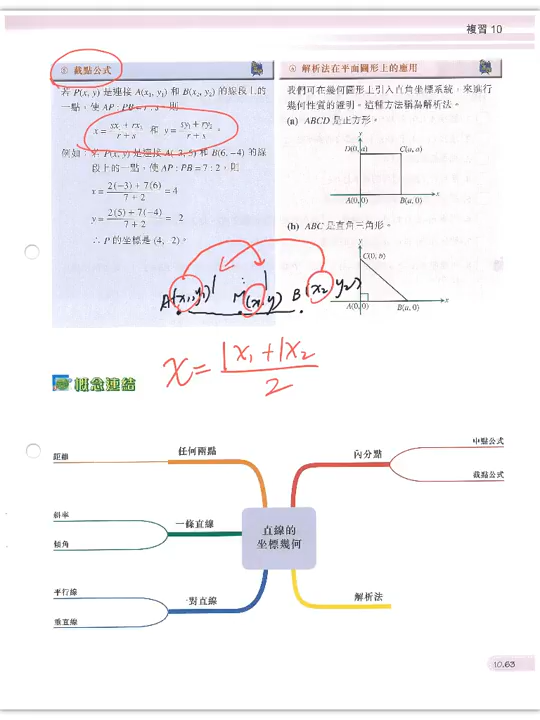 複習 10
③ 截點公式
若 P(x, y) 是連接 A(x₁, y₁) 和 B(x₂, y₂) 的線段上的
一點，使 AP : PB = r : s，則
x = (sx₁ + rx₂)/(r + s) 和 y = (sy₁ + ry₂)/(r + s)。
例如：若 P(x, y) 是連接 A(-3, 5) 和 B(6, -4) 的線
段上的一點，使 AP : PB = 7 : 2，則
x = (2(-3) + 7(6))/(7 + 2) = 4
y = (2(5) + 7(-4))/(7 + 2) = -2
∴ P 的坐標是 (4, -2)。
④ 解析法在平面圖形上的應用
我們可在幾何圖形上引入直角坐標系統，來進行
幾何性質的證明。這種方法稱為解析法。
(a) ABCD 是正方形。
y
D(0, a) C(a, a)
A(0, 0) B(a, 0) x
(b) ABC 是直角三角形。
y
C(0, b)
A(0, 0) B(a, 0) x
A(x₁, y₁) 1 : 1 M(x, y) B(x₂, y₂)
x = (1x₁ + 1x₂)/2
概念連結
直線的
坐標幾何
任何兩點
距離
一條直線
斜率
傾角
一對直線
平行線
垂直線
內分點
中點公式
截點公式
解析法
10.63